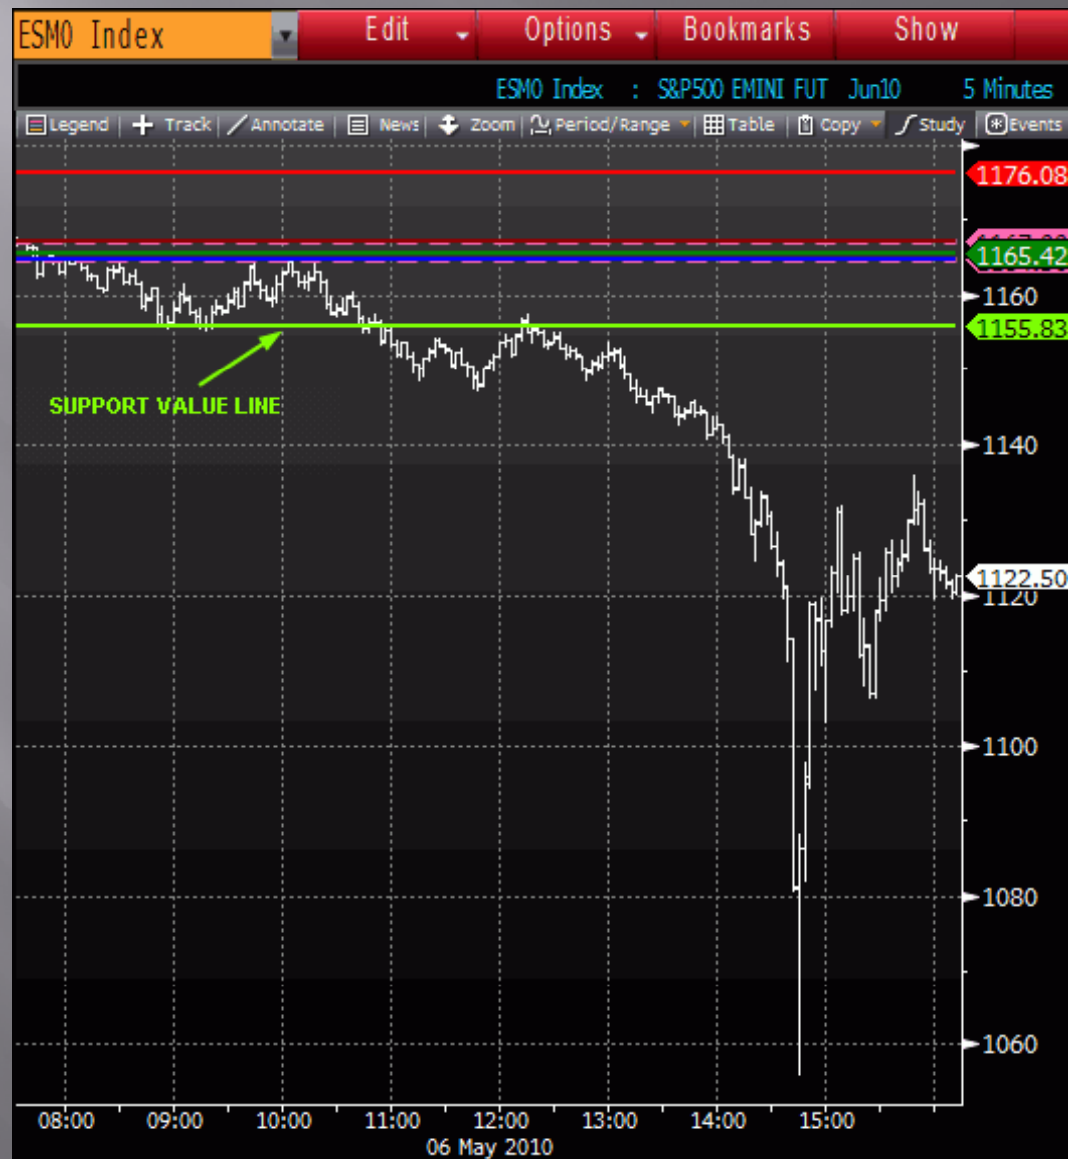 ESM0 Index Edit Options Bookmarks Show
ESM0 Index : S&P500 EMINI FUT Jun10 5 Minutes
Legend Track Annotate News Zoom Period/Range Table Copy Study Events
1176.08
1165.42
1160
1155.83
SUPPORT VALUE LINE
1140
1122.50
1120
1100
1080
1060
08:00 09:00 10:00 11:00 12:00 13:00 14:00 15:00
06 May 2010